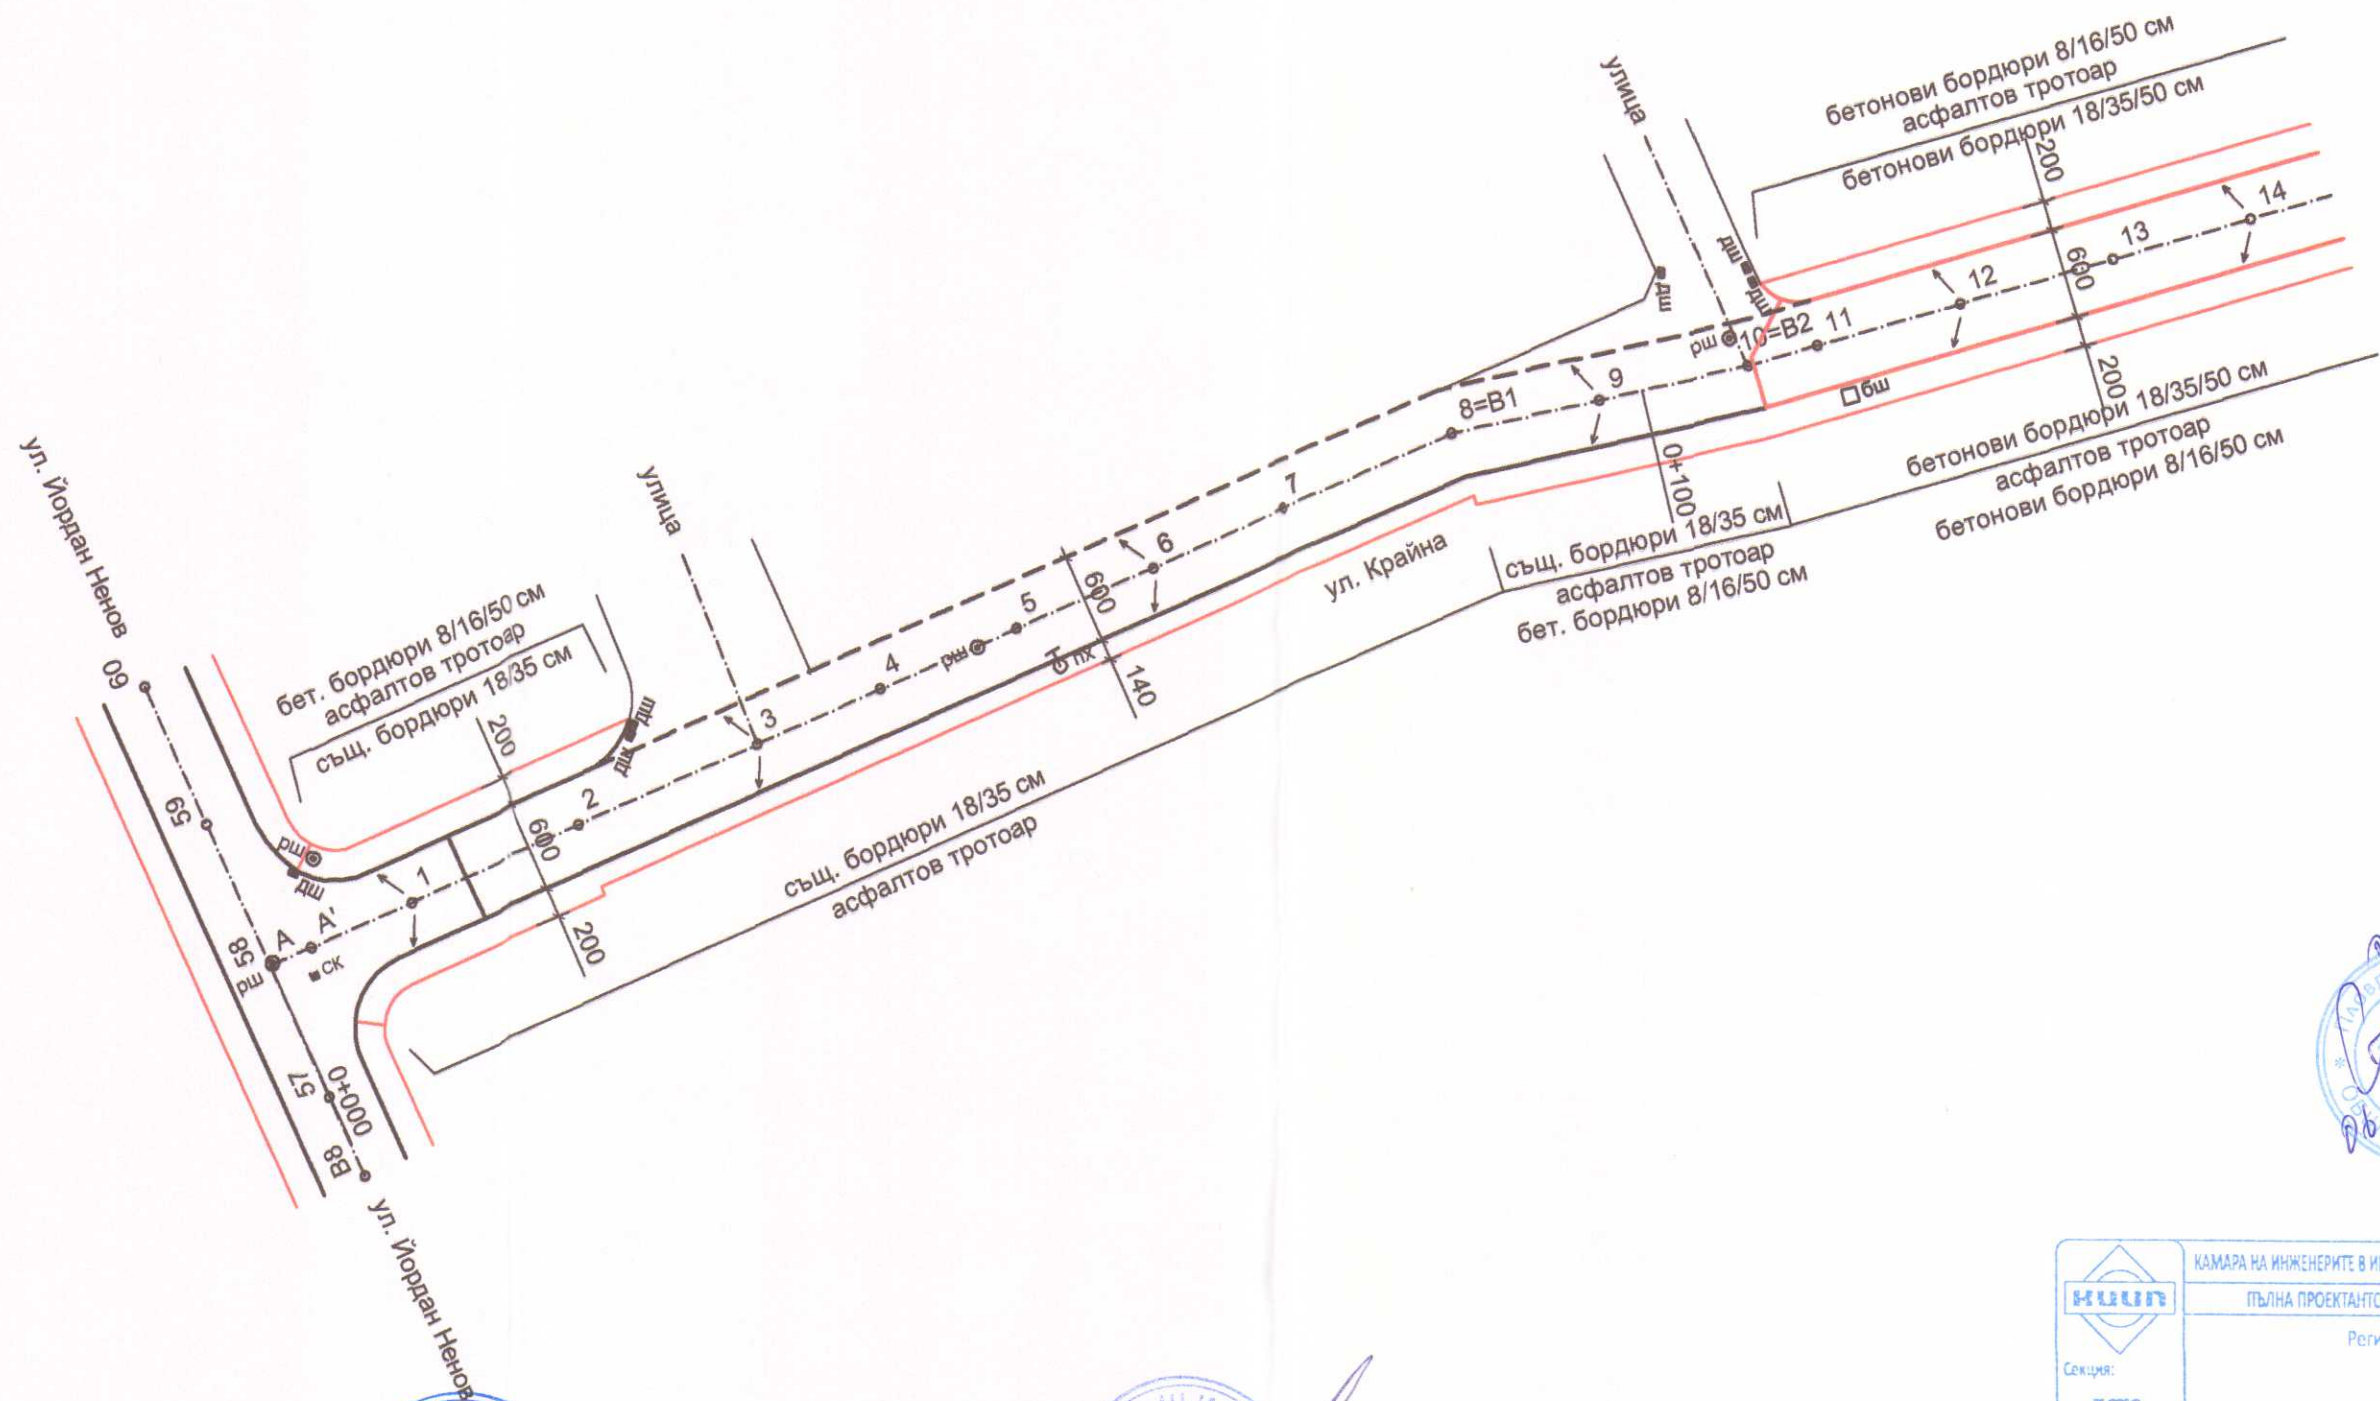 бетонови бордюри 8/16/50 см
асфалтов тротоар
бетонови бордюри 18/35/50 см
улица
200
14
13
600
12
дш
дш
дш
11
10=B2
рш
9
8=B1
200
бш
бетонови бордюри 18/35/50 см
асфалтов тротоар
бетонови бордюри 8/16/50 см
0+100
7
същ. бордюри 18/35 см
асфалтов тротоар
бет. бордюри 8/16/50 см
ул. Крайна
6
600
5
рш
пх
140
4
улица
3
ул. Йордан Ненов
60
бет. бордюри 8/16/50 см
асфалтов тротоар
същ. бордюри 18/35 см
200
дш
дш
2
600
59
рш
дш
1
200
същ. бордюри 18/35 см
асфалтов тротоар
58
A
A'
рш
ск
57
0+000
B8
ул. Йордан Ненов
КАМАРА НА ИНЖЕНЕРИТЕ В
КИИП
ПЪЛНА ПРОЕКТАНТС
Реги
Секция: